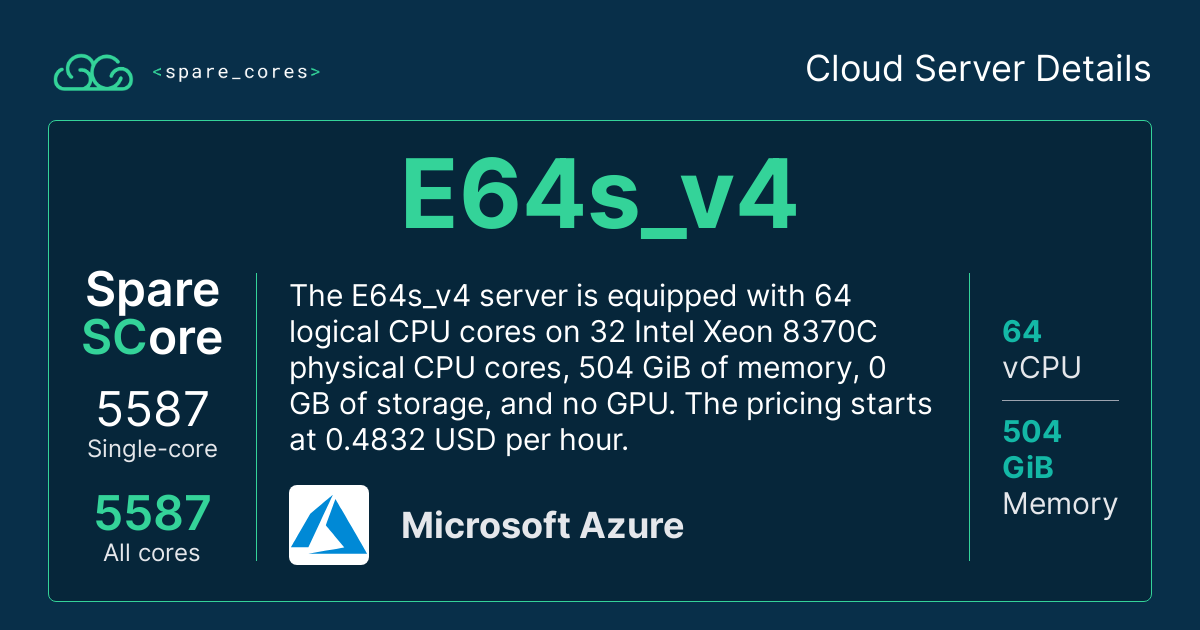 <spare_cores>
Cloud Server Details
E64s_v4
Spare
SCore
5587
Single-core
5587
All cores
The E64s_v4 server is equipped with 64
logical CPU cores on 32 Intel Xeon 8370C
physical CPU cores, 504 GiB of memory, 0
GB of storage, and no GPU. The pricing starts
at 0.4832 USD per hour.
Microsoft Azure
64
vCPU
504
GiB
Memory